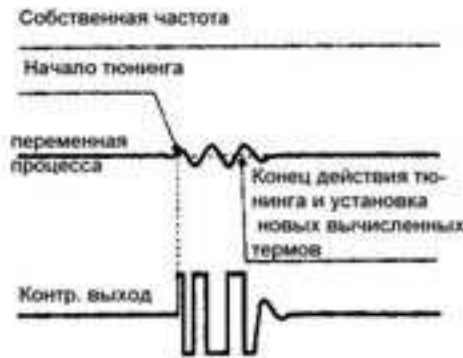 Собственная частота
Начало тюнинга
переменная
процесса
Конец действия тю-
нинга и установка
новых вычисленных
термов
Контр. выход